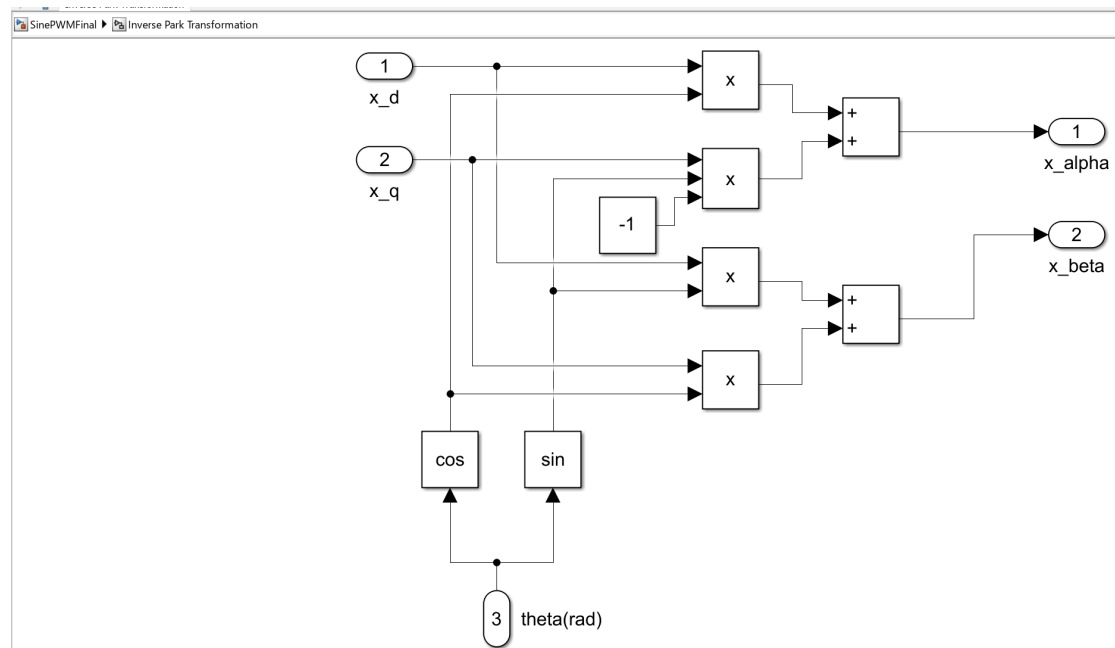 SinePWMFinal Inverse Park Transformation
1
x_d
x
+
+
1
x_alpha
2
x_q
x
-1
2
x_beta
x
+
+
x
cos
sin
3
theta(rad)